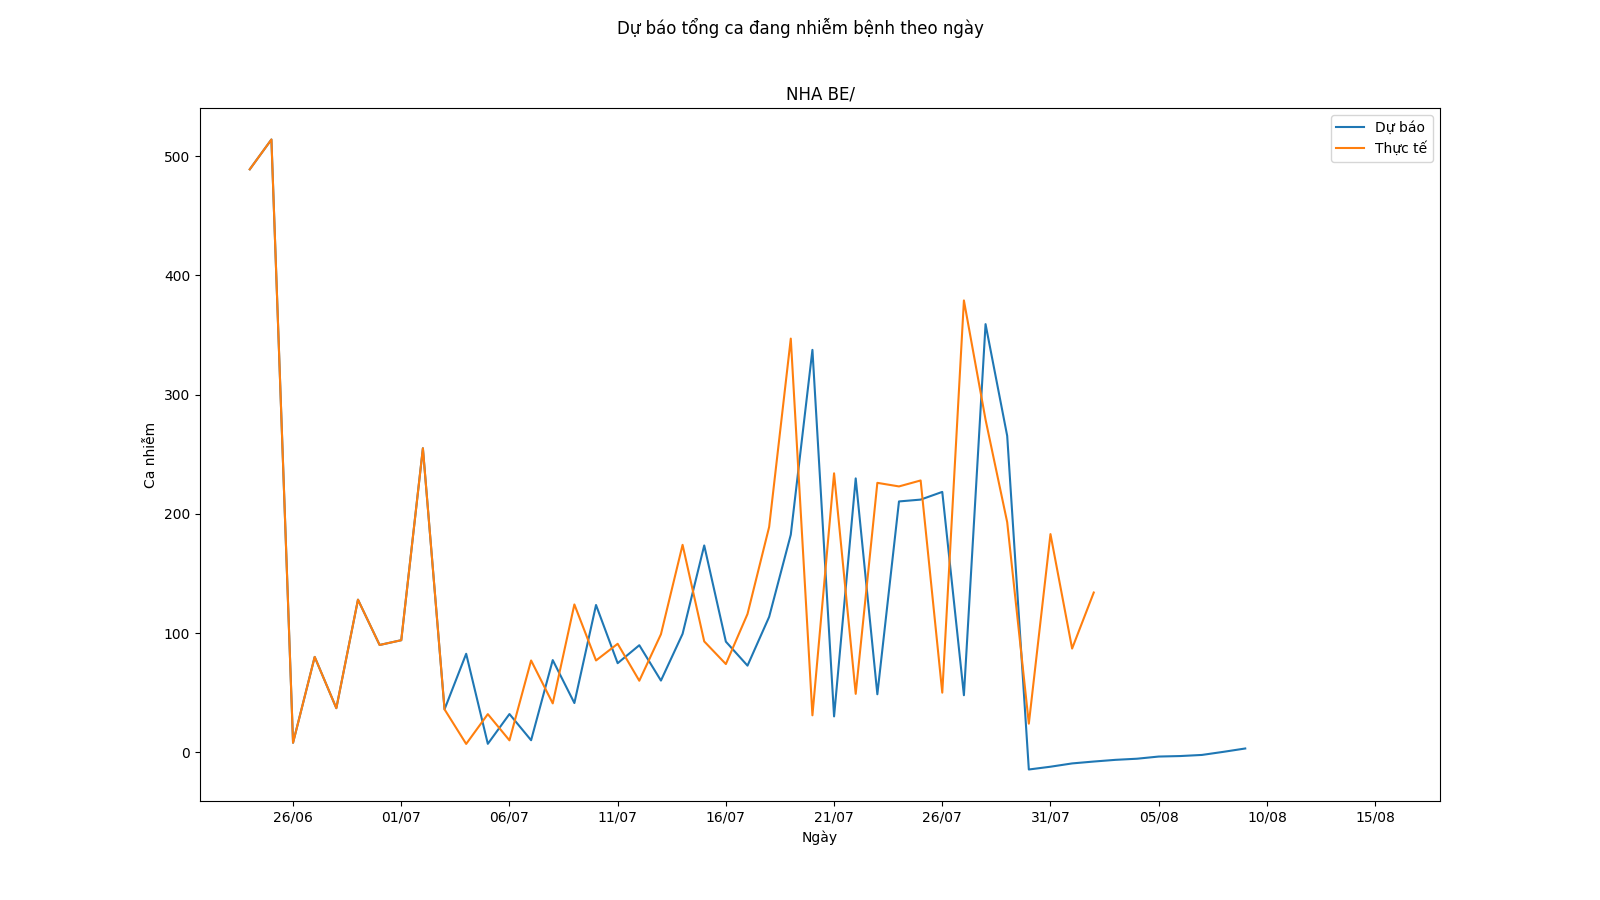 Dự báo tổng ca đang nhiễm bệnh theo ngày
NHA BE/
Dự báo
Thực tế
500
400
300
200
100
0
Ca nhiễm
26/06 01/07 06/07 11/07 16/07 21/07 26/07 31/07 05/08 10/08 15/08
Ngày